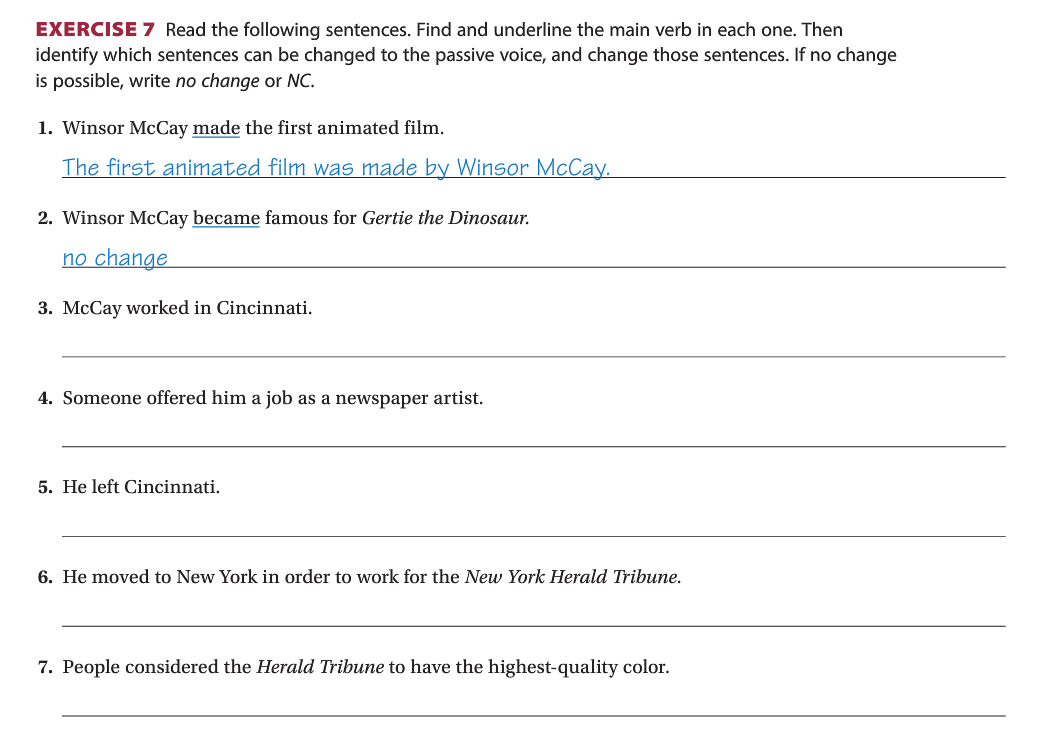 EXERCISE 7 Read the following sentences. Find and underline the main verb in each one. Then
identify which sentences can be changed to the passive voice, and change those sentences. If no change
is possible, write no change or NC.
1. Winsor McCay made the first animated film.
The first animated film was made by Winsor McCay.
2. Winsor McCay became famous for Gertie the Dinosaur.
no change
3. McCay worked in Cincinnati.
4. Someone offered him a job as a newspaper artist.
5. He left Cincinnati.
6. He moved to New York in order to work for the New York Herald Tribune.
7. People considered the Herald Tribune to have the highest-quality color.